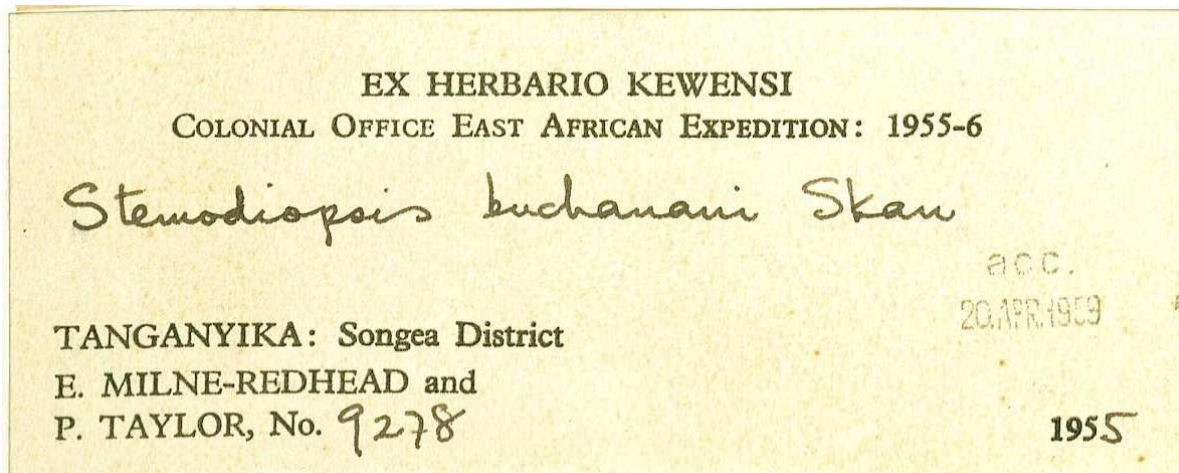 EX HERBARIO KEWENSI
COLONIAL OFFICE EAST AFRICAN EXPEDITION: 1955-6
Stemodiopsis buchanani Skan
acc.
20.APR.1959
TANGANYIKA: Songea District
E. MILNE-REDHEAD and
P. TAYLOR, No. 9278
1955